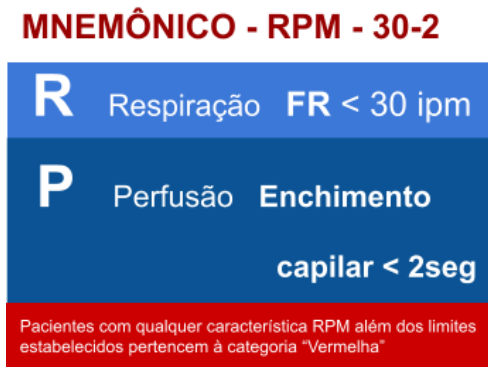 MNEMÔNICO - RPM - 30-2
R Respiração FR < 30 ipm
P Perfusão Enchimento
capilar < 2seg
Pacientes com qualquer característica RPM além dos limites
estabelecidos pertencem à categoria “Vermelha”